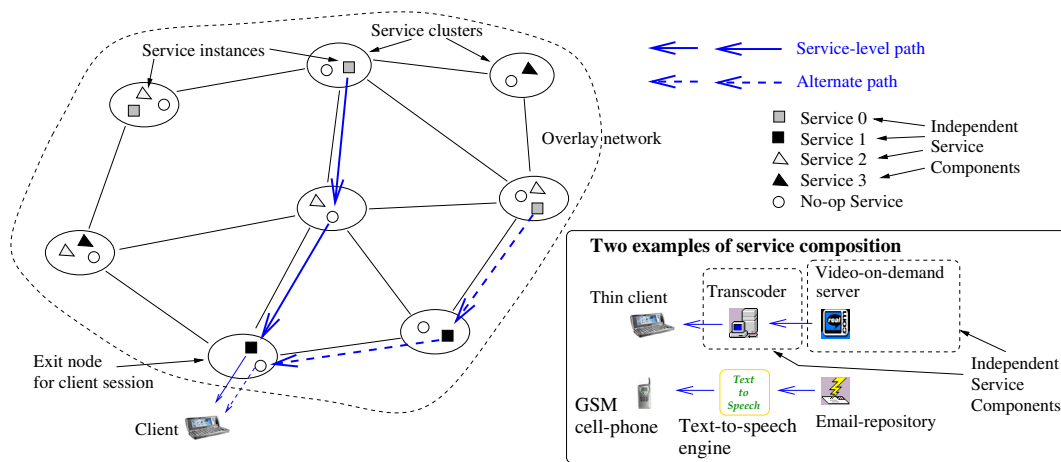 Service instances
Service clusters
Overlay network
Exit node
for client session
Client
Service-level path
Alternate path
Service 0
Service 1
Service 2
Service 3
No-op Service
Independent
Service
Components
Two examples of service composition
Thin client
Transcoder
Video-on-demand
server
real
GSM
cell-phone
Text
to
Speech
Text-to-speech
engine
Email-repository
Independent
Service
Components